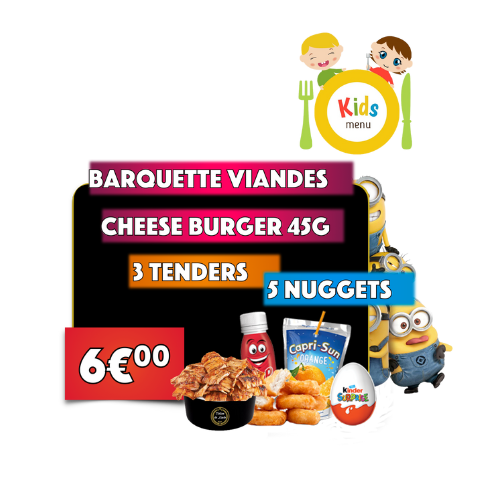 Kids
menu
BARQUETTE VIANDES
CHEESE BURGER 45G
3 TENDERS
5 NUGGETS
6€00
Capri-Sun
ORANGE
Kinder
SURPRISE